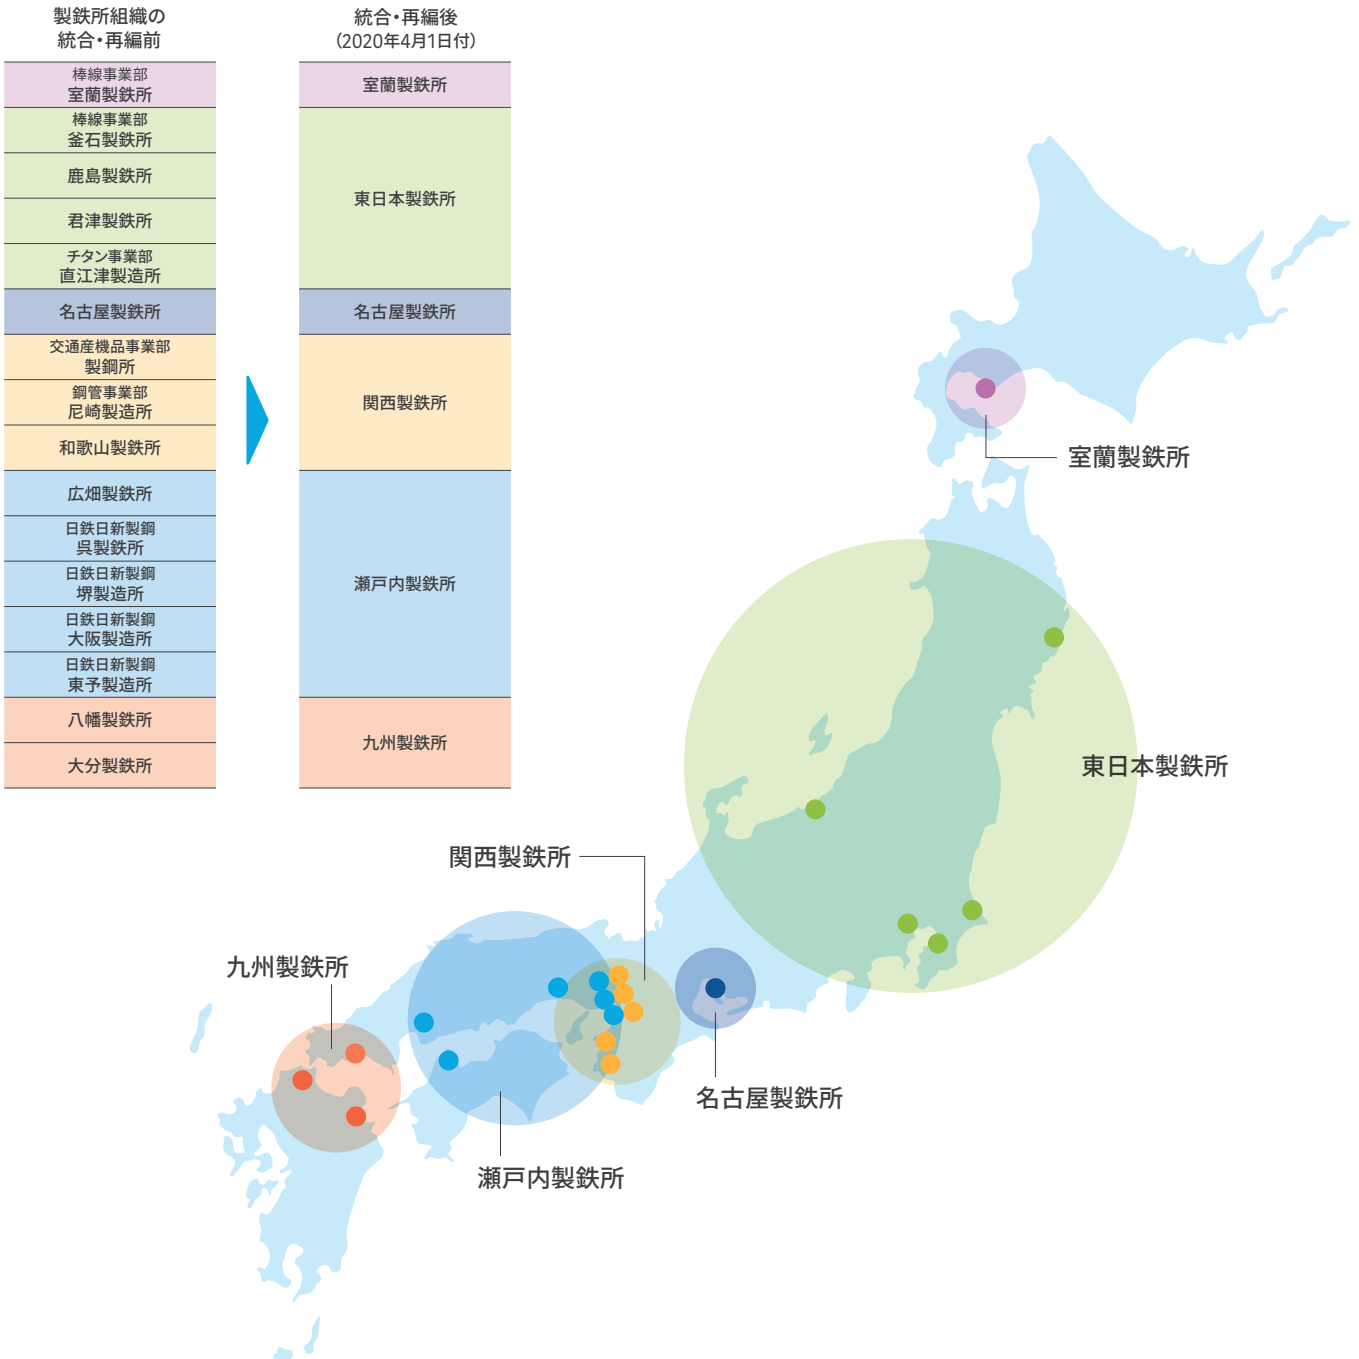 製鉄所組織の
統合・再編前
統合・再編後
(2020年4月1日付)
棒線事業部
室蘭製鉄所
棒線事業部
釜石製鉄所
鹿島製鉄所
君津製鉄所
チタン事業部
直江津製造所
名古屋製鉄所
交通産機品事業部
製鋼所
鋼管事業部
尼崎製造所
和歌山製鉄所
広畑製鉄所
日鉄日新製鋼
呉製鉄所
日鉄日新製鋼
堺製造所
日鉄日新製鋼
大阪製造所
日鉄日新製鋼
東予製造所
八幡製鉄所
大分製鉄所
室蘭製鉄所
東日本製鉄所
名古屋製鉄所
関西製鉄所
瀬戸内製鉄所
九州製鉄所
室蘭製鉄所
東日本製鉄所
関西製鉄所
九州製鉄所
名古屋製鉄所
瀬戸内製鉄所